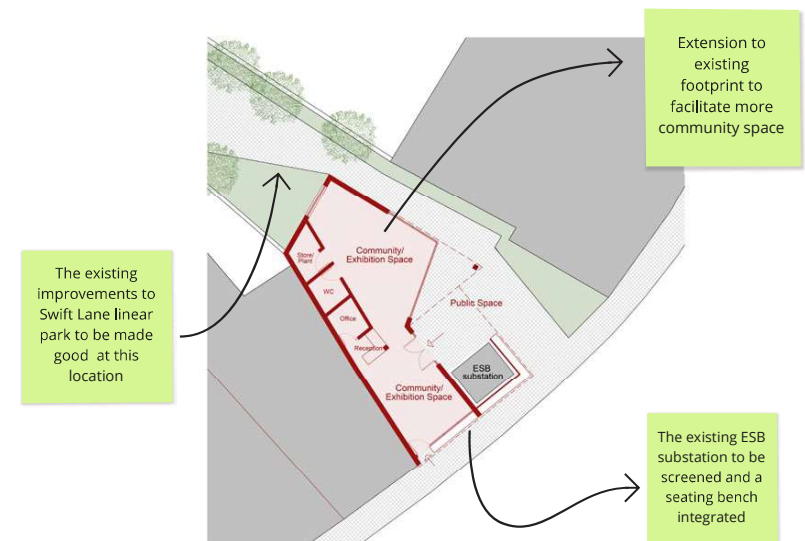 Extension to
existing
footprint to
facilitate more
community space
The existing
improvements to
Swift Lane linear
park to be made
good at this
location
Community/
Exhibition Space
Store/
Plant
WC
Office
Reception
Public Space
ESB
substation
Community/
Exhibition Space
The existing ESB
substation to be
screened and a
seating bench
integrated